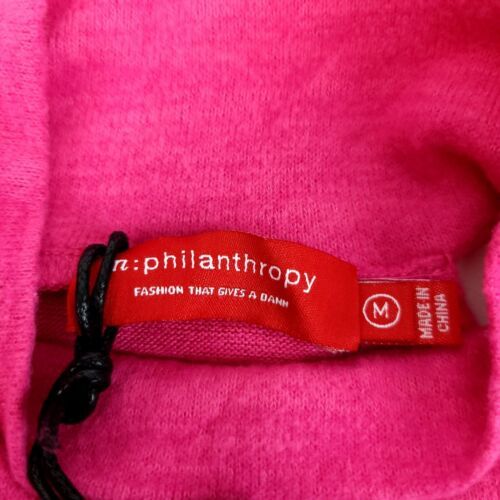 n:philanthropy
FASHION THAT GIVES A DAMN
M
MADE IN
CHINA